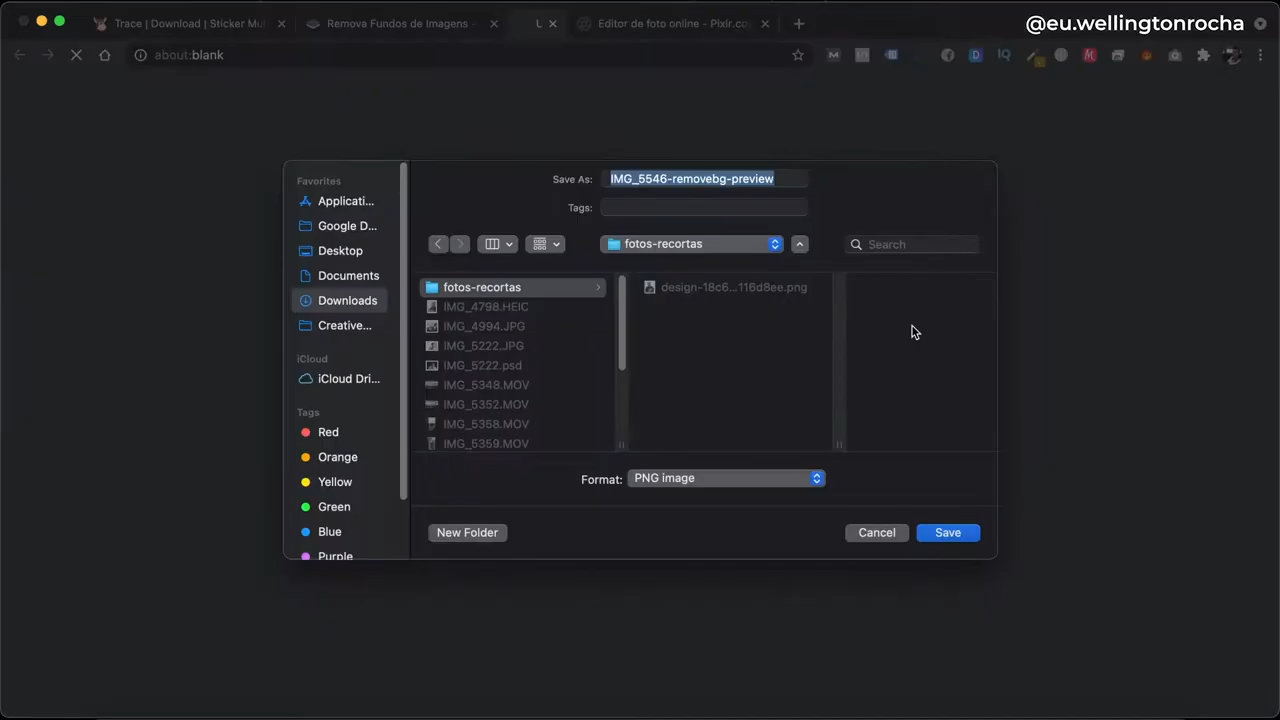 Trace | Download | Sticker Mul
Remova Fundos de Imagens -
L
Editor de foto online - Pixlr.co
@eu.wellingtonrocha
about:blank
Favorites
Applicati...
Google D...
Desktop
Documents
Downloads
Creative...
iCloud
iCloud Dri...
Tags
Red
Orange
Yellow
Green
Blue
Purple
Save As:
IMG_5546-removebg-preview
Tags:
fotos-recortas
Search
fotos-recortas
IMG_4798.HEIC
IMG_4994.JPG
IMG_5222.JPG
IMG_5222.psd
IMG_5348.MOV
IMG_5352.MOV
IMG_5358.MOV
IMG_5359.MOV
design-18c6...116d8ee.png
Format:
PNG image
New Folder
Cancel
Save